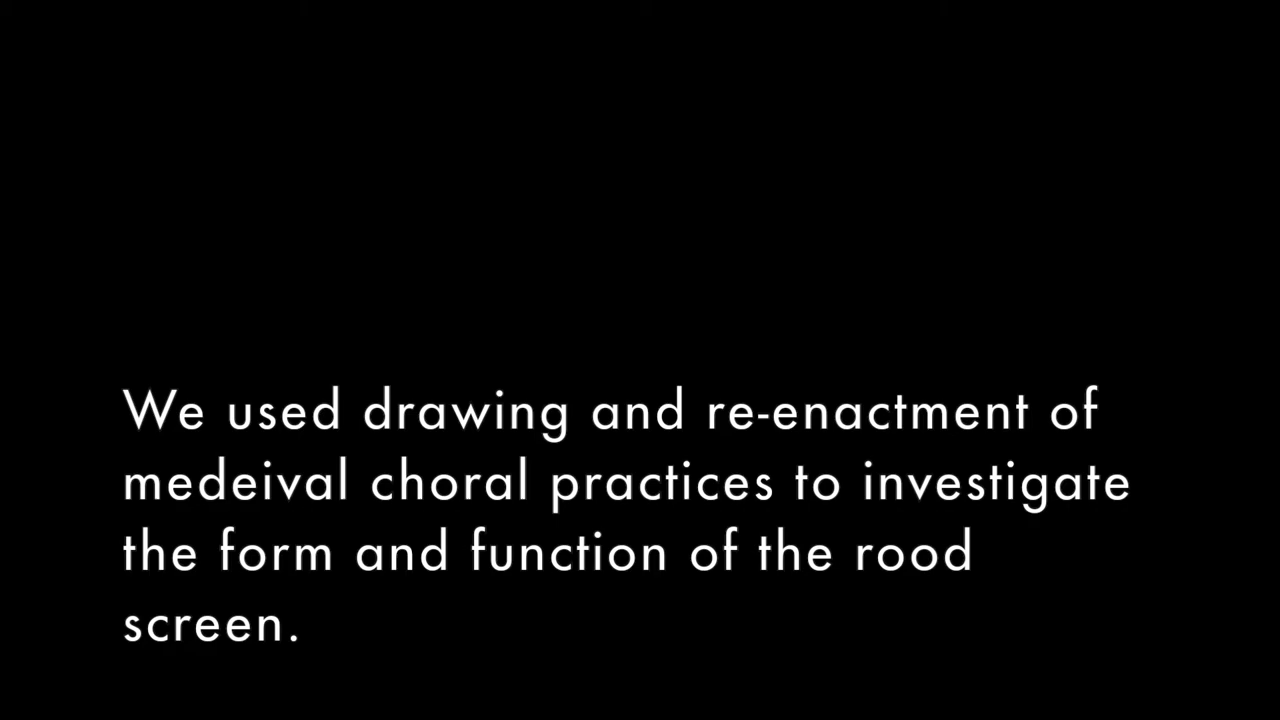 We used drawing and re-enactment of
medeival choral practices to investigate
the form and function of the rood
screen.